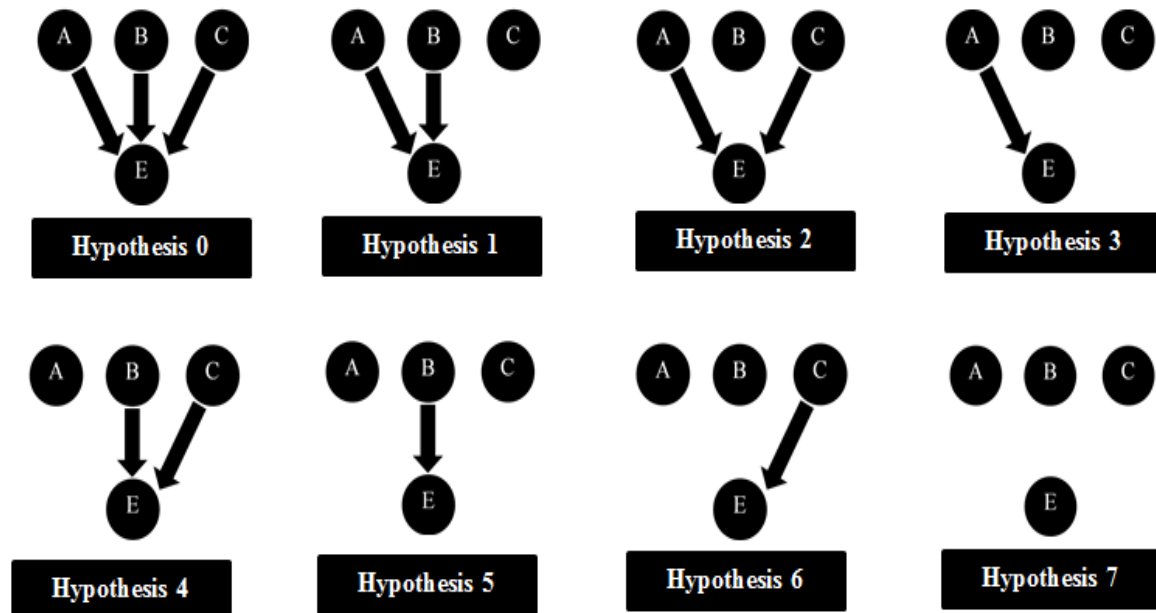 A B C A B C A B C A B C
E E E E
Hypothesis 0 Hypothesis 1 Hypothesis 2 Hypothesis 3
A B C A B C A B C A B C
E E E E
Hypothesis 4 Hypothesis 5 Hypothesis 6 Hypothesis 7